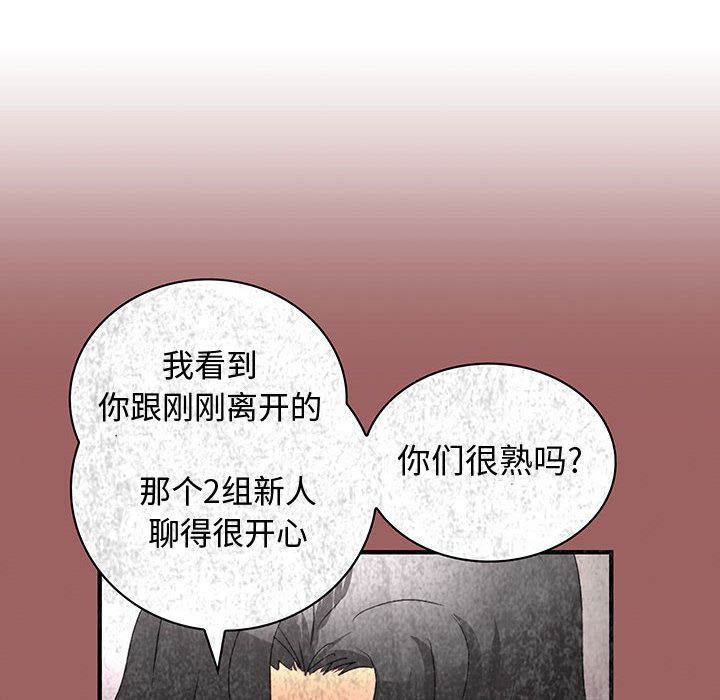 我看到
你跟刚刚离开的
那个2组新人
聊得很开心
你们很熟吗?